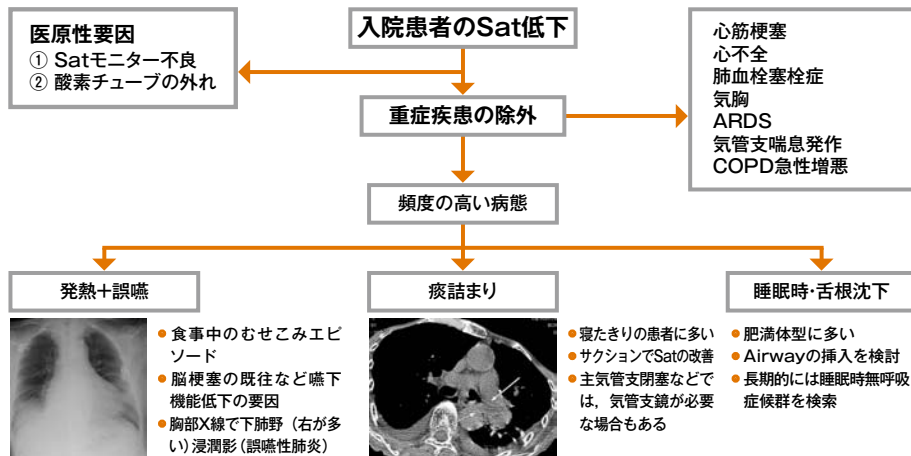 入院患者のSat低下
医原性要因
① Satモニター不良
② 酸素チューブの外れ
重症疾患の除外
心筋梗塞
心不全
肺血栓塞栓症
気胸
ARDS
気管支喘息発作
COPD急性増悪
頻度の高い病態
発熱+誤嚥
● 食事中のむせこみエピ
ソード
● 脳梗塞の既往など嚥下
機能低下の要因
● 胸部X線で下肺野（右が多
い）浸潤影（誤嚥性肺炎）
痰詰まり
● 寝たきりの患者に多い
● サクションでSatの改善
● 主気管支閉塞などで
は，気管支鏡が必要
な場合もある
睡眠時・舌根沈下
● 肥満体型に多い
● Airwayの挿入を検討
● 長期的には睡眠時無呼吸
症候群を検索